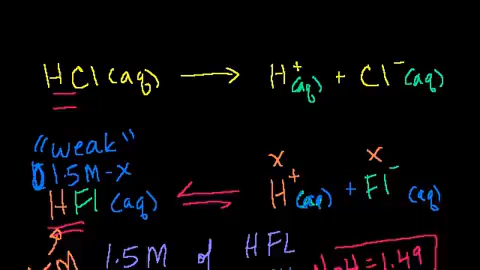 HCl(aq) → H⁺(aq) + Cl⁻(aq)
"weak"
1.5M-x x x
HFl(aq) ⇌ H⁺(aq) + Fl⁻(aq)
1.5M of HFL
pH=1.49